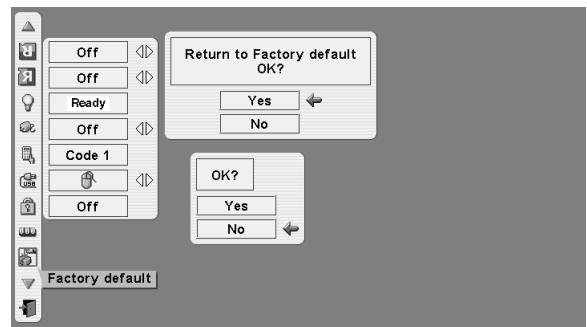 Off
Off
Ready
Off
Code 1
USB
Off
Factory default
Return to Factory default
OK?
Yes
No
OK?
Yes
No